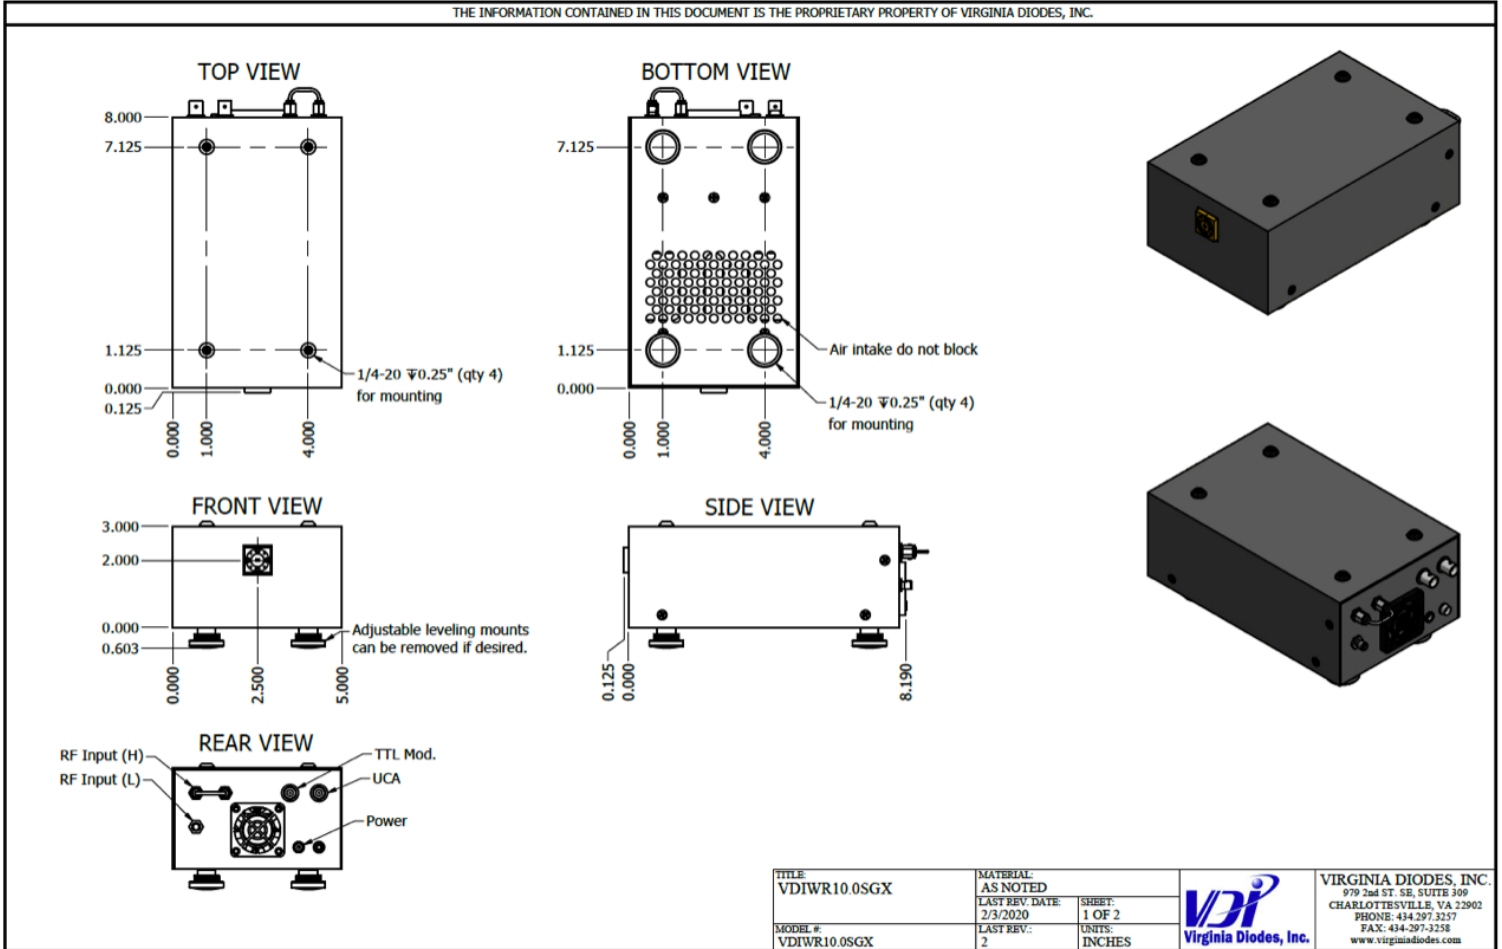 THE INFORMATION CONTAINED IN THIS DOCUMENT IS THE PROPRIETARY PROPERTY OF VIRGINIA DIODES, INC.
TOP VIEW
8.000
7.125
1.125
0.000
0.125
0.000
1.000
4.000
1/4-20 ↧0.25" (qty 4)
for mounting
BOTTOM VIEW
7.125
1.125
0.000
0.000
1.000
4.000
Air intake do not block
1/4-20 ↧0.25" (qty 4)
for mounting
FRONT VIEW
3.000
2.000
0.000
0.603
0.000
2.500
5.000
Adjustable leveling mounts
can be removed if desired.
SIDE VIEW
0.125
0.000
8.190
REAR VIEW
RF Input (H)
RF Input (L)
TTL Mod.
UCA
Power
TITLE:
VDIWR10.0SGX
MODEL #:
VDIWR10.0SGX
MATERIAL:
AS NOTED
LAST REV. DATE:
2/3/2020
SHEET:
1 OF 2
LAST REV.:
2
UNITS:
INCHES
VDI
Virginia Diodes, Inc.
VIRGINIA DIODES, INC.
979 2nd ST. SE, SUITE 309
CHARLOTTESVILLE, VA 22902
PHONE: 434.297.3257
FAX: 434-297-3258
www.virginiadiodes.com